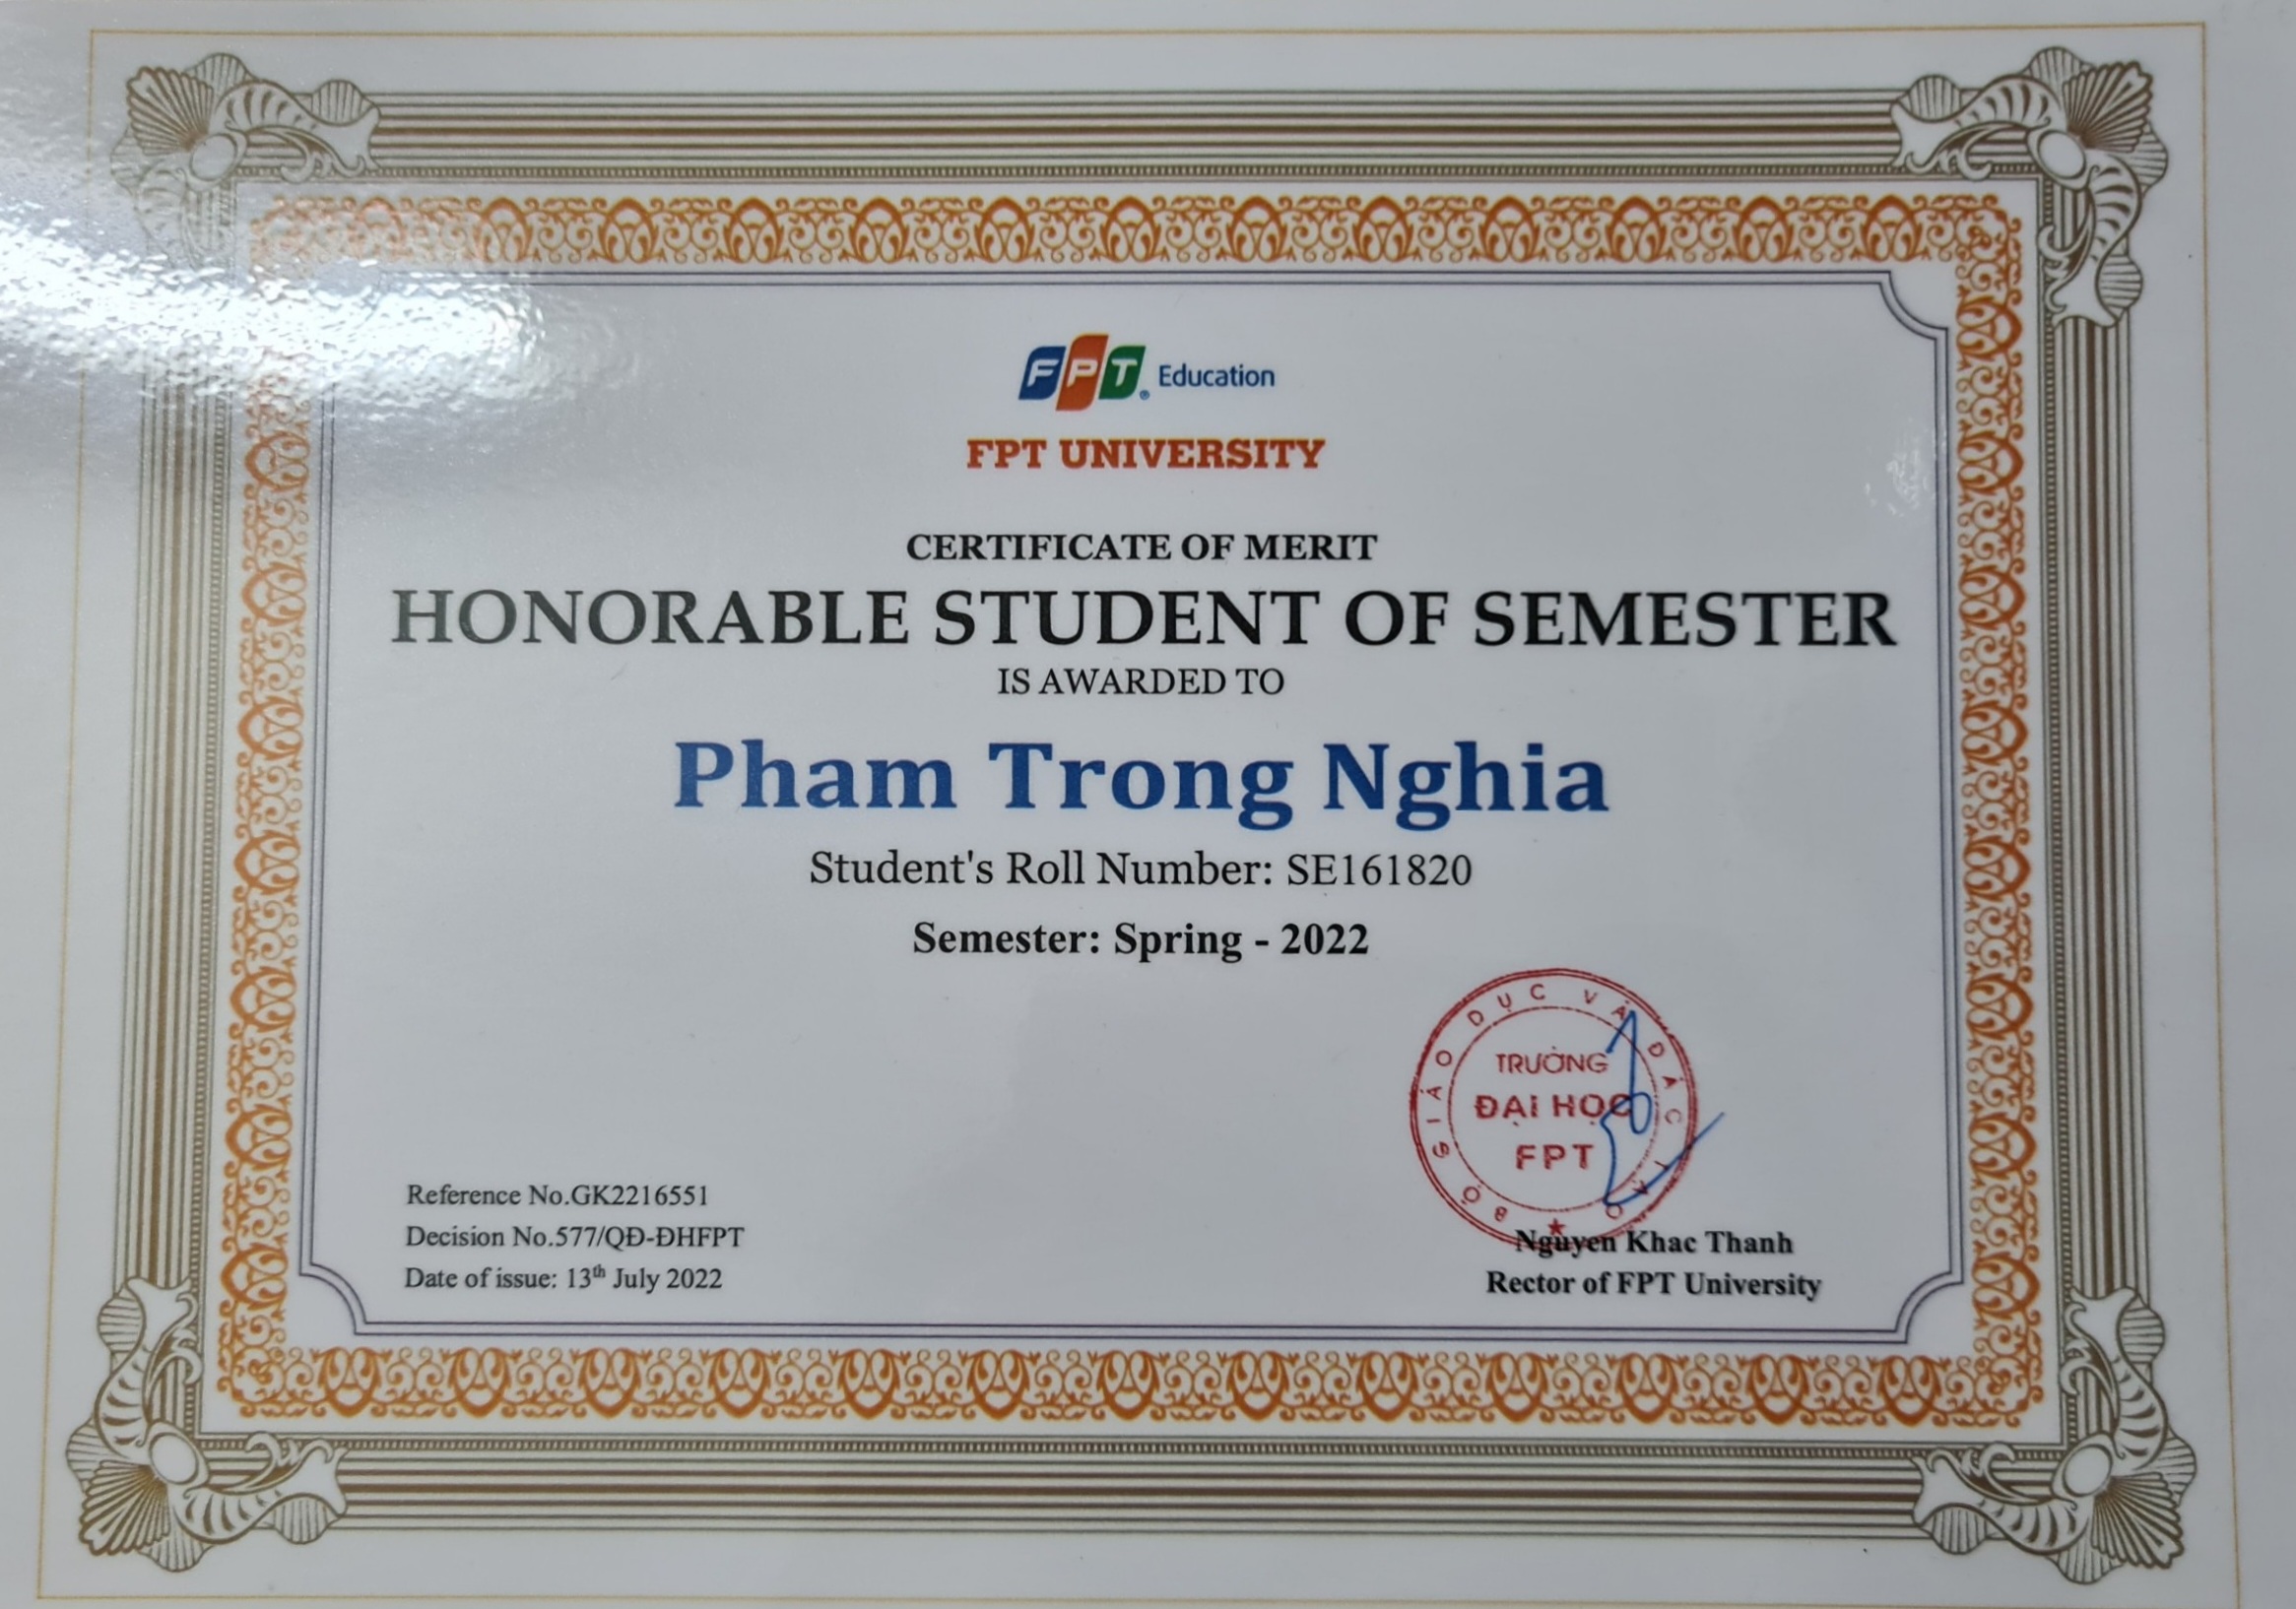 FPT Education
FPT UNIVERSITY
CERTIFICATE OF MERIT
HONORABLE STUDENT OF SEMESTER
IS AWARDED TO
Pham Trong Nghia
Student's Roll Number: SE161820
Semester: Spring - 2022
BỘ GIÁO DỤC VÀ ĐÀO TẠO
TRƯỜNG
ĐẠI HỌC
FPT
Reference No.GK2216551
Decision No.577/QĐ-ĐHFPT
Date of issue: 13th July 2022
Nguyen Khac Thanh
Rector of FPT University